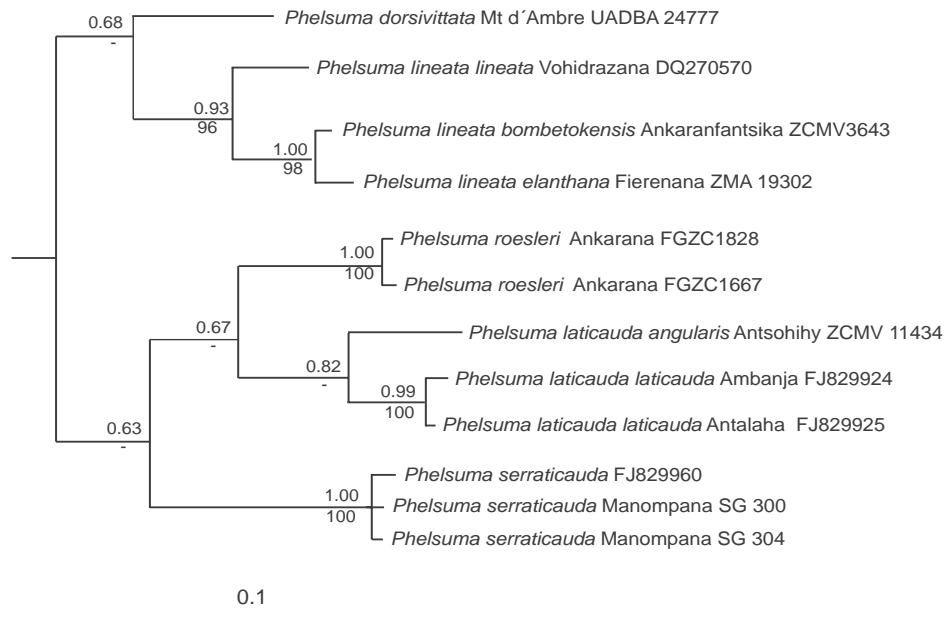 0.68
-
Phelsuma dorsivittata Mt d´Ambre UADBA 24777
Phelsuma lineata lineata Vohidrazana DQ270570
0.93
96
Phelsuma lineata bombetokensis Ankaranfantsika ZCMV3643
1.00
98
Phelsuma lineata elanthana Fierenana ZMA 19302
Phelsuma roesleri Ankarana FGZC1828
1.00
100
Phelsuma roesleri Ankarana FGZC1667
0.67
-
Phelsuma laticauda angularis Antsohihy ZCMV 11434
0.82
-
Phelsuma laticauda laticauda Ambanja FJ829924
0.99
100
Phelsuma laticauda laticauda Antalaha FJ829925
0.63
-
Phelsuma serraticauda FJ829960
1.00
100
Phelsuma serraticauda Manompana SG 300
Phelsuma serraticauda Manompana SG 304
0.1